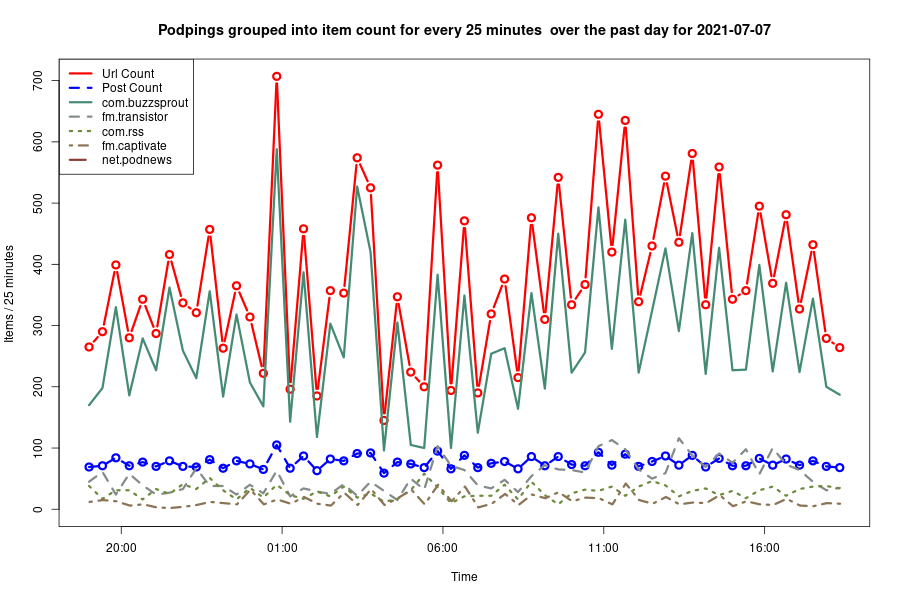 Podpings grouped into item count for every 25 minutes  over the past day for 2021-07-07
Url Count
Post Count
com.buzzsprout
fm.transistor
com.rss
fm.captivate
net.podnews
700
600
500
400
300
200
100
0
Items / 25 minutes
20:00 01:00 06:00 11:00 16:00
Time